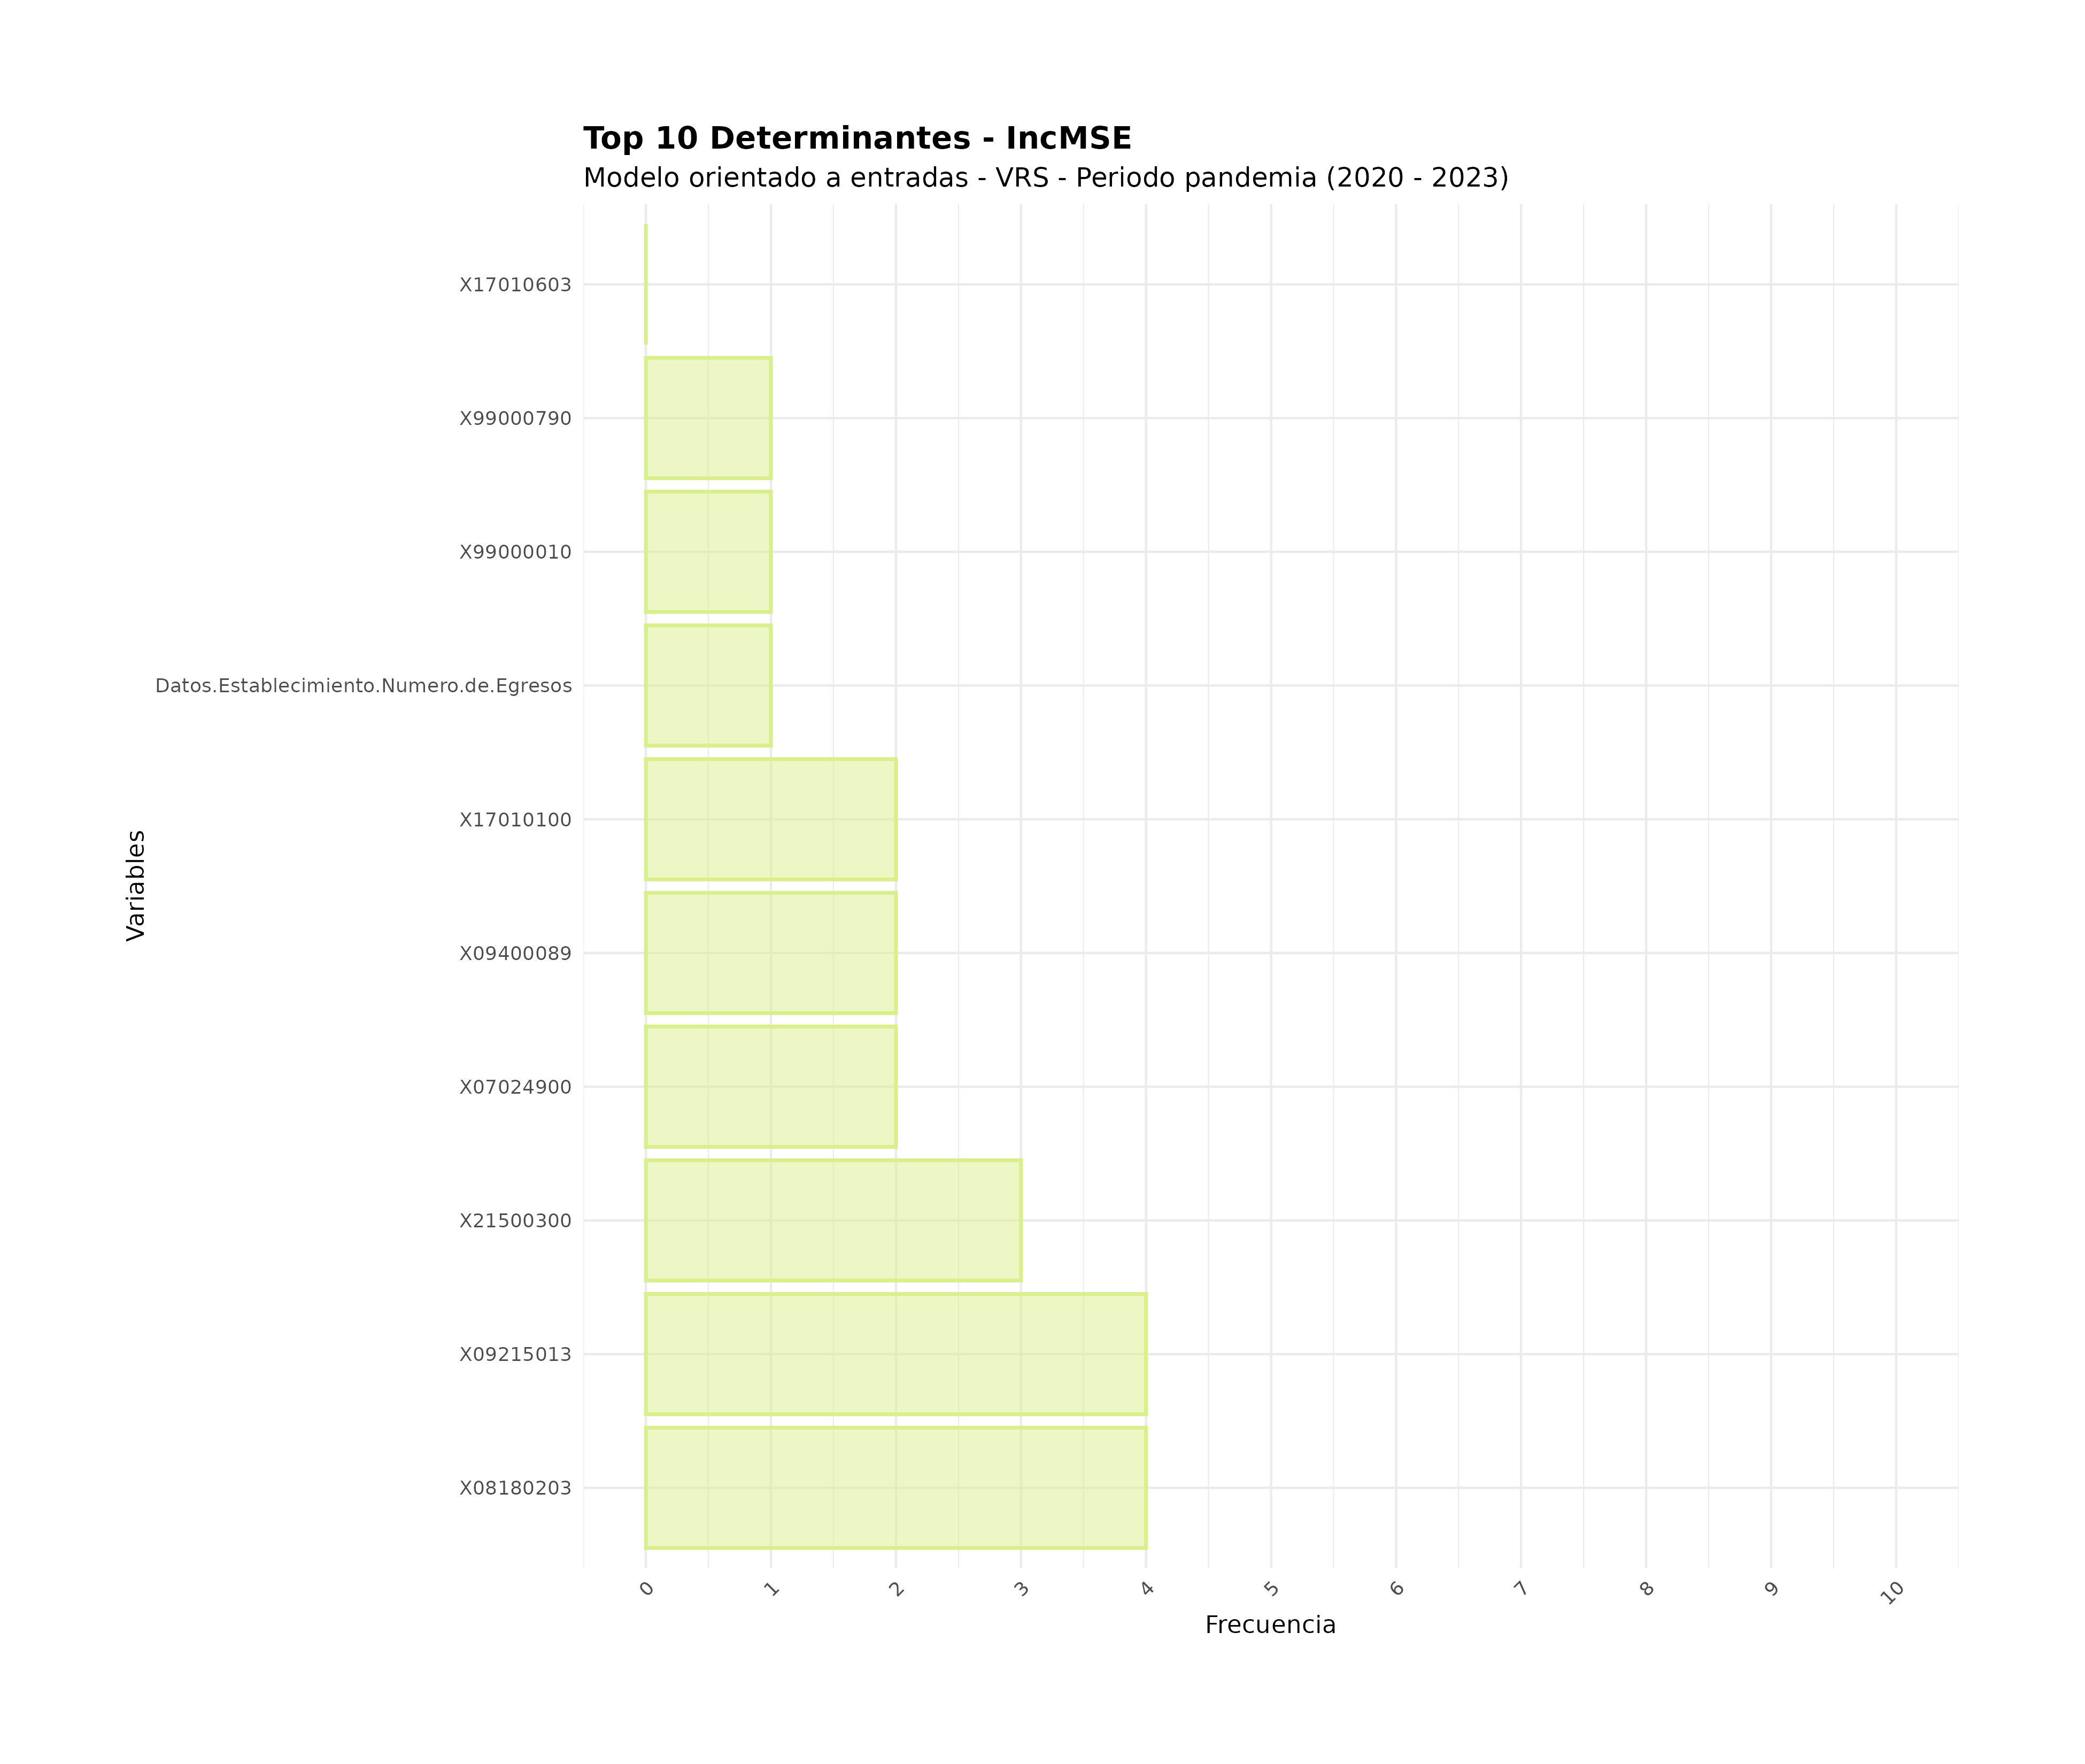 Top 10 Determinantes - IncMSE
Modelo orientado a entradas - VRS - Periodo pandemia (2020 - 2023)
Variables
X17010603
X99000790
X99000010
Datos.Establecimiento.Numero.de.Egresos
X17010100
X09400089
X07024900
X21500300
X09215013
X08180203
0 1 2 3 4 5 6 7 8 9 10
Frecuencia